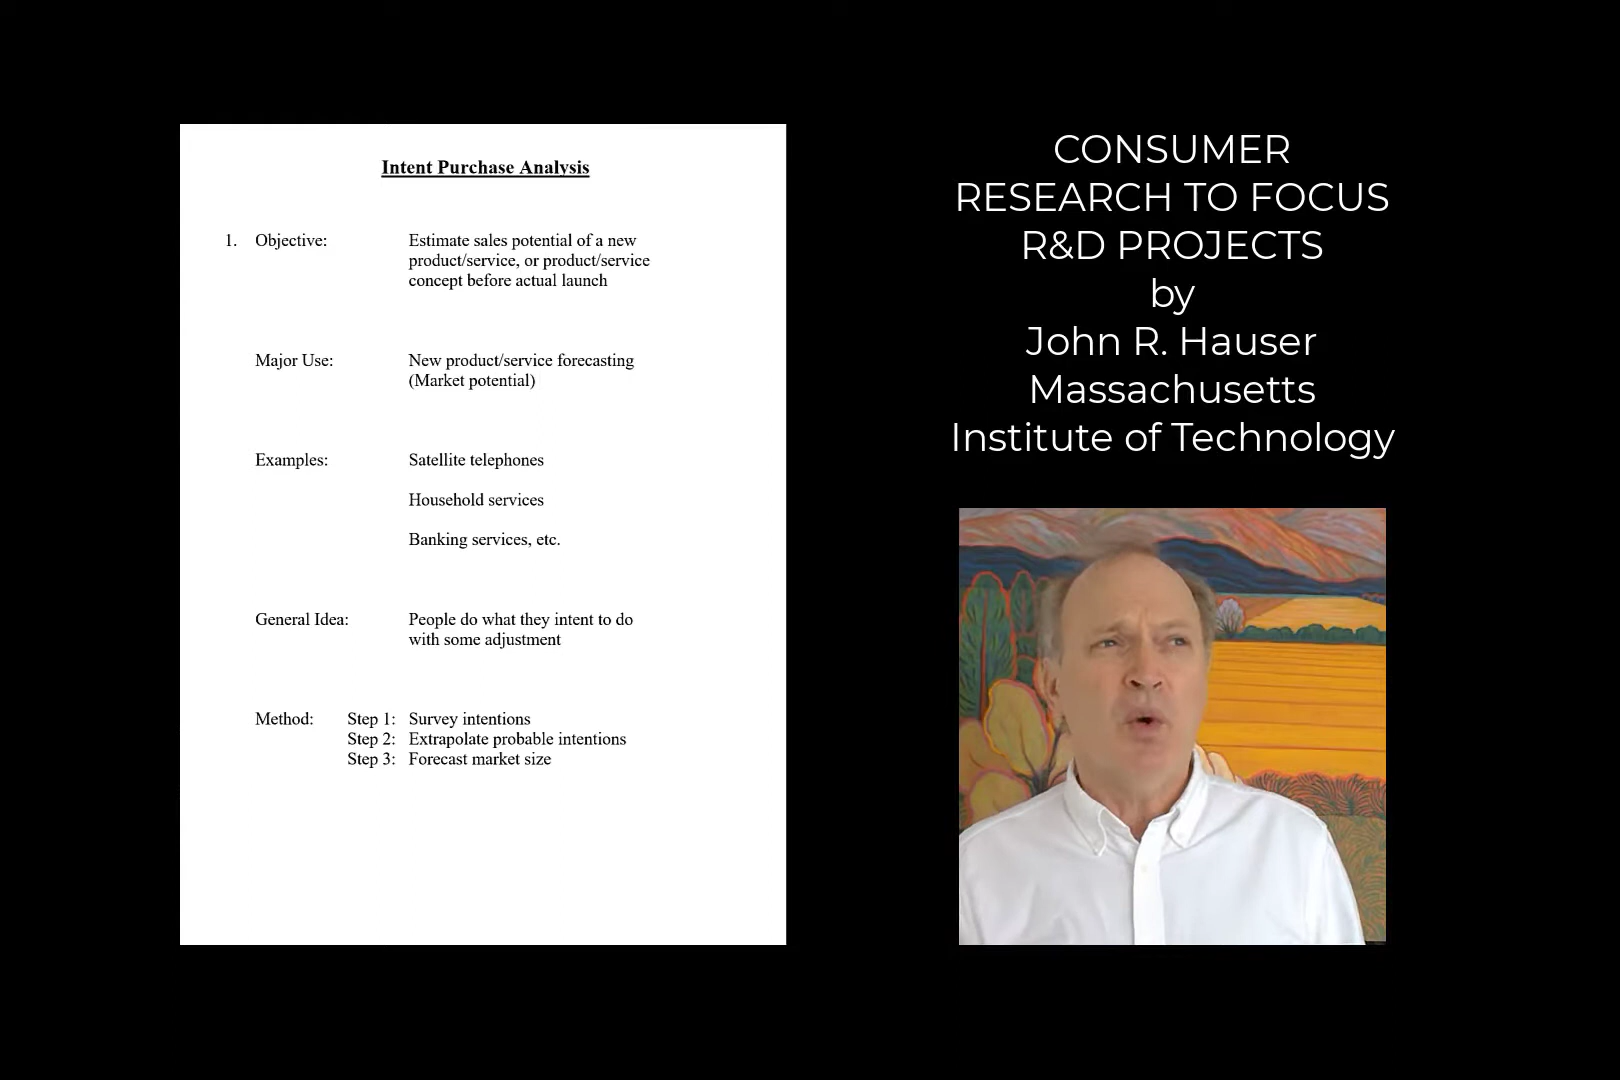 Intent Purchase Analysis
1. Objective: Estimate sales potential of a new
product/service, or product/service
concept before actual launch
Major Use: New product/service forecasting
(Market potential)
Examples: Satellite telephones
Household services
Banking services, etc.
General Idea: People do what they intent to do
with some adjustment
Method: Step 1: Survey intentions
Step 2: Extrapolate probable intentions
Step 3: Forecast market size
CONSUMER
RESEARCH TO FOCUS
R&D PROJECTS
by
John R. Hauser
Massachusetts
Institute of Technology